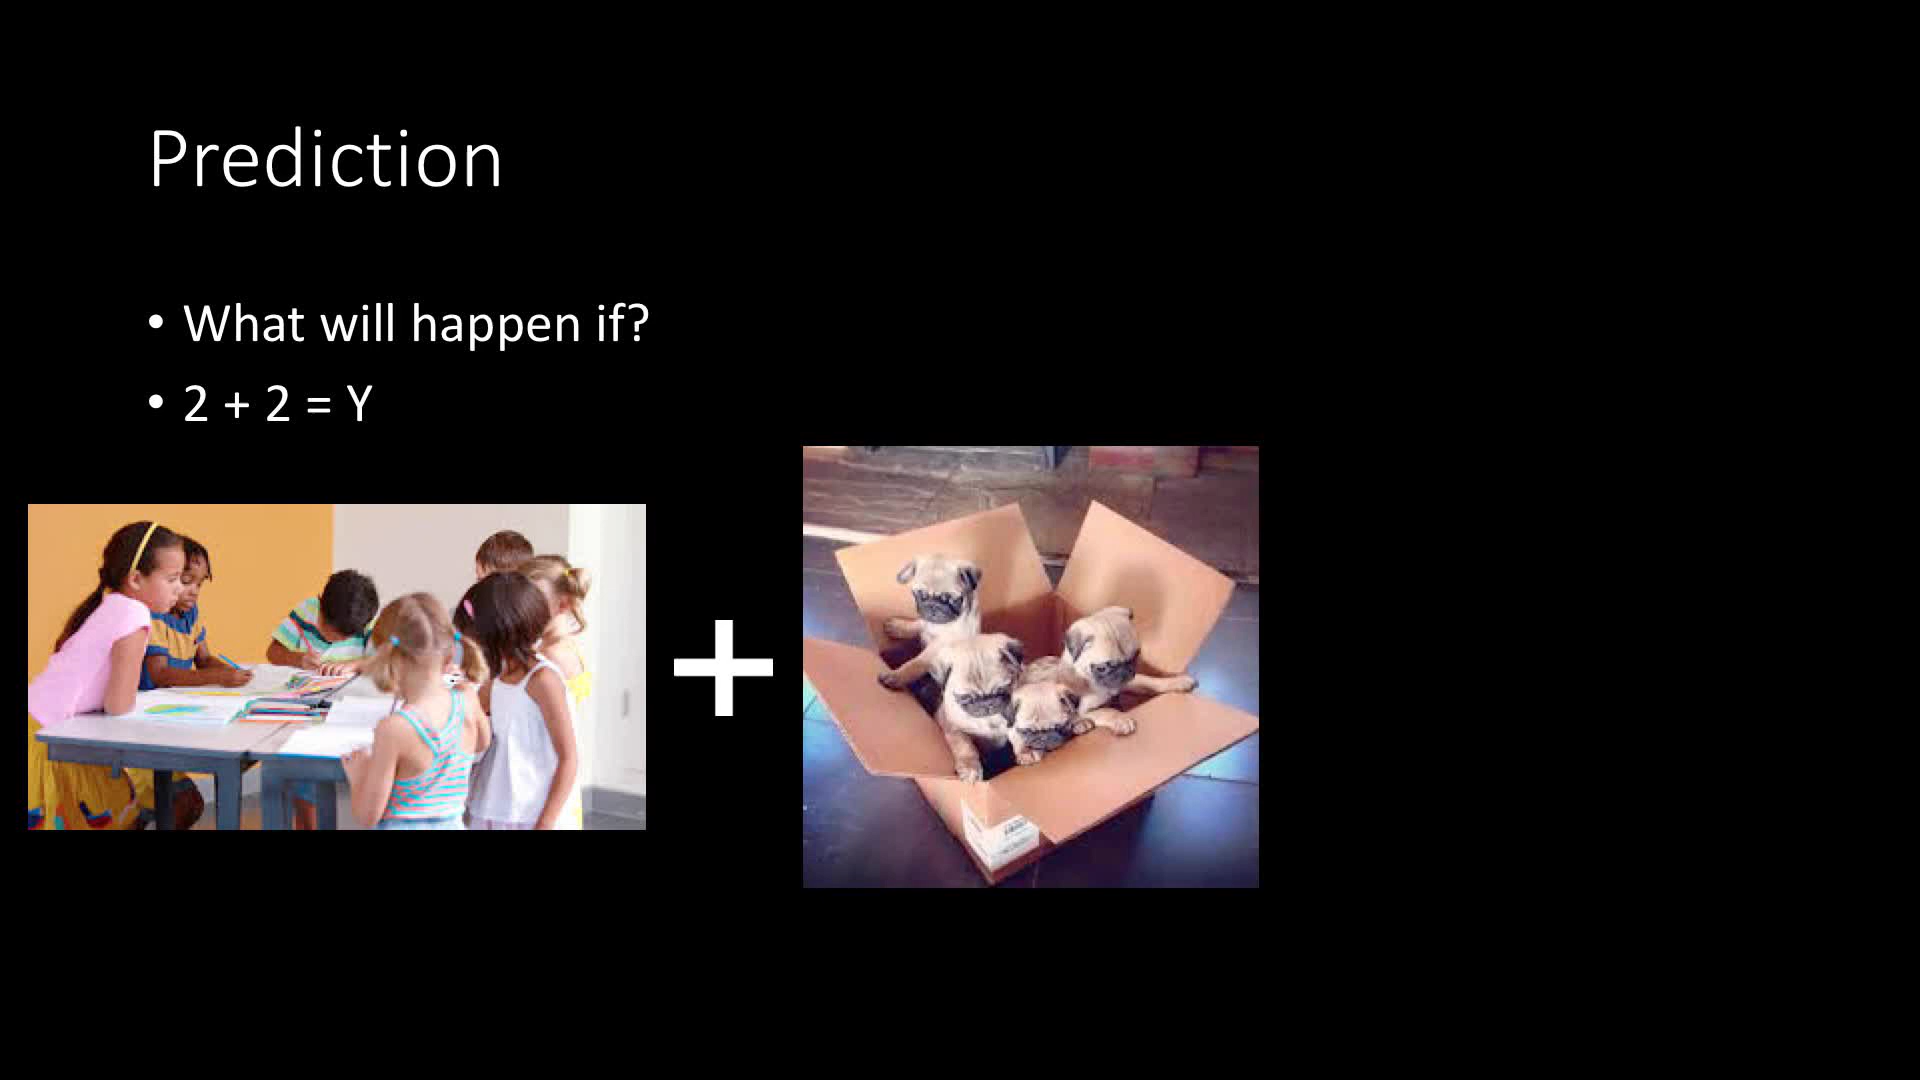 Prediction
• What will happen if?
• 2 + 2 = Y
+